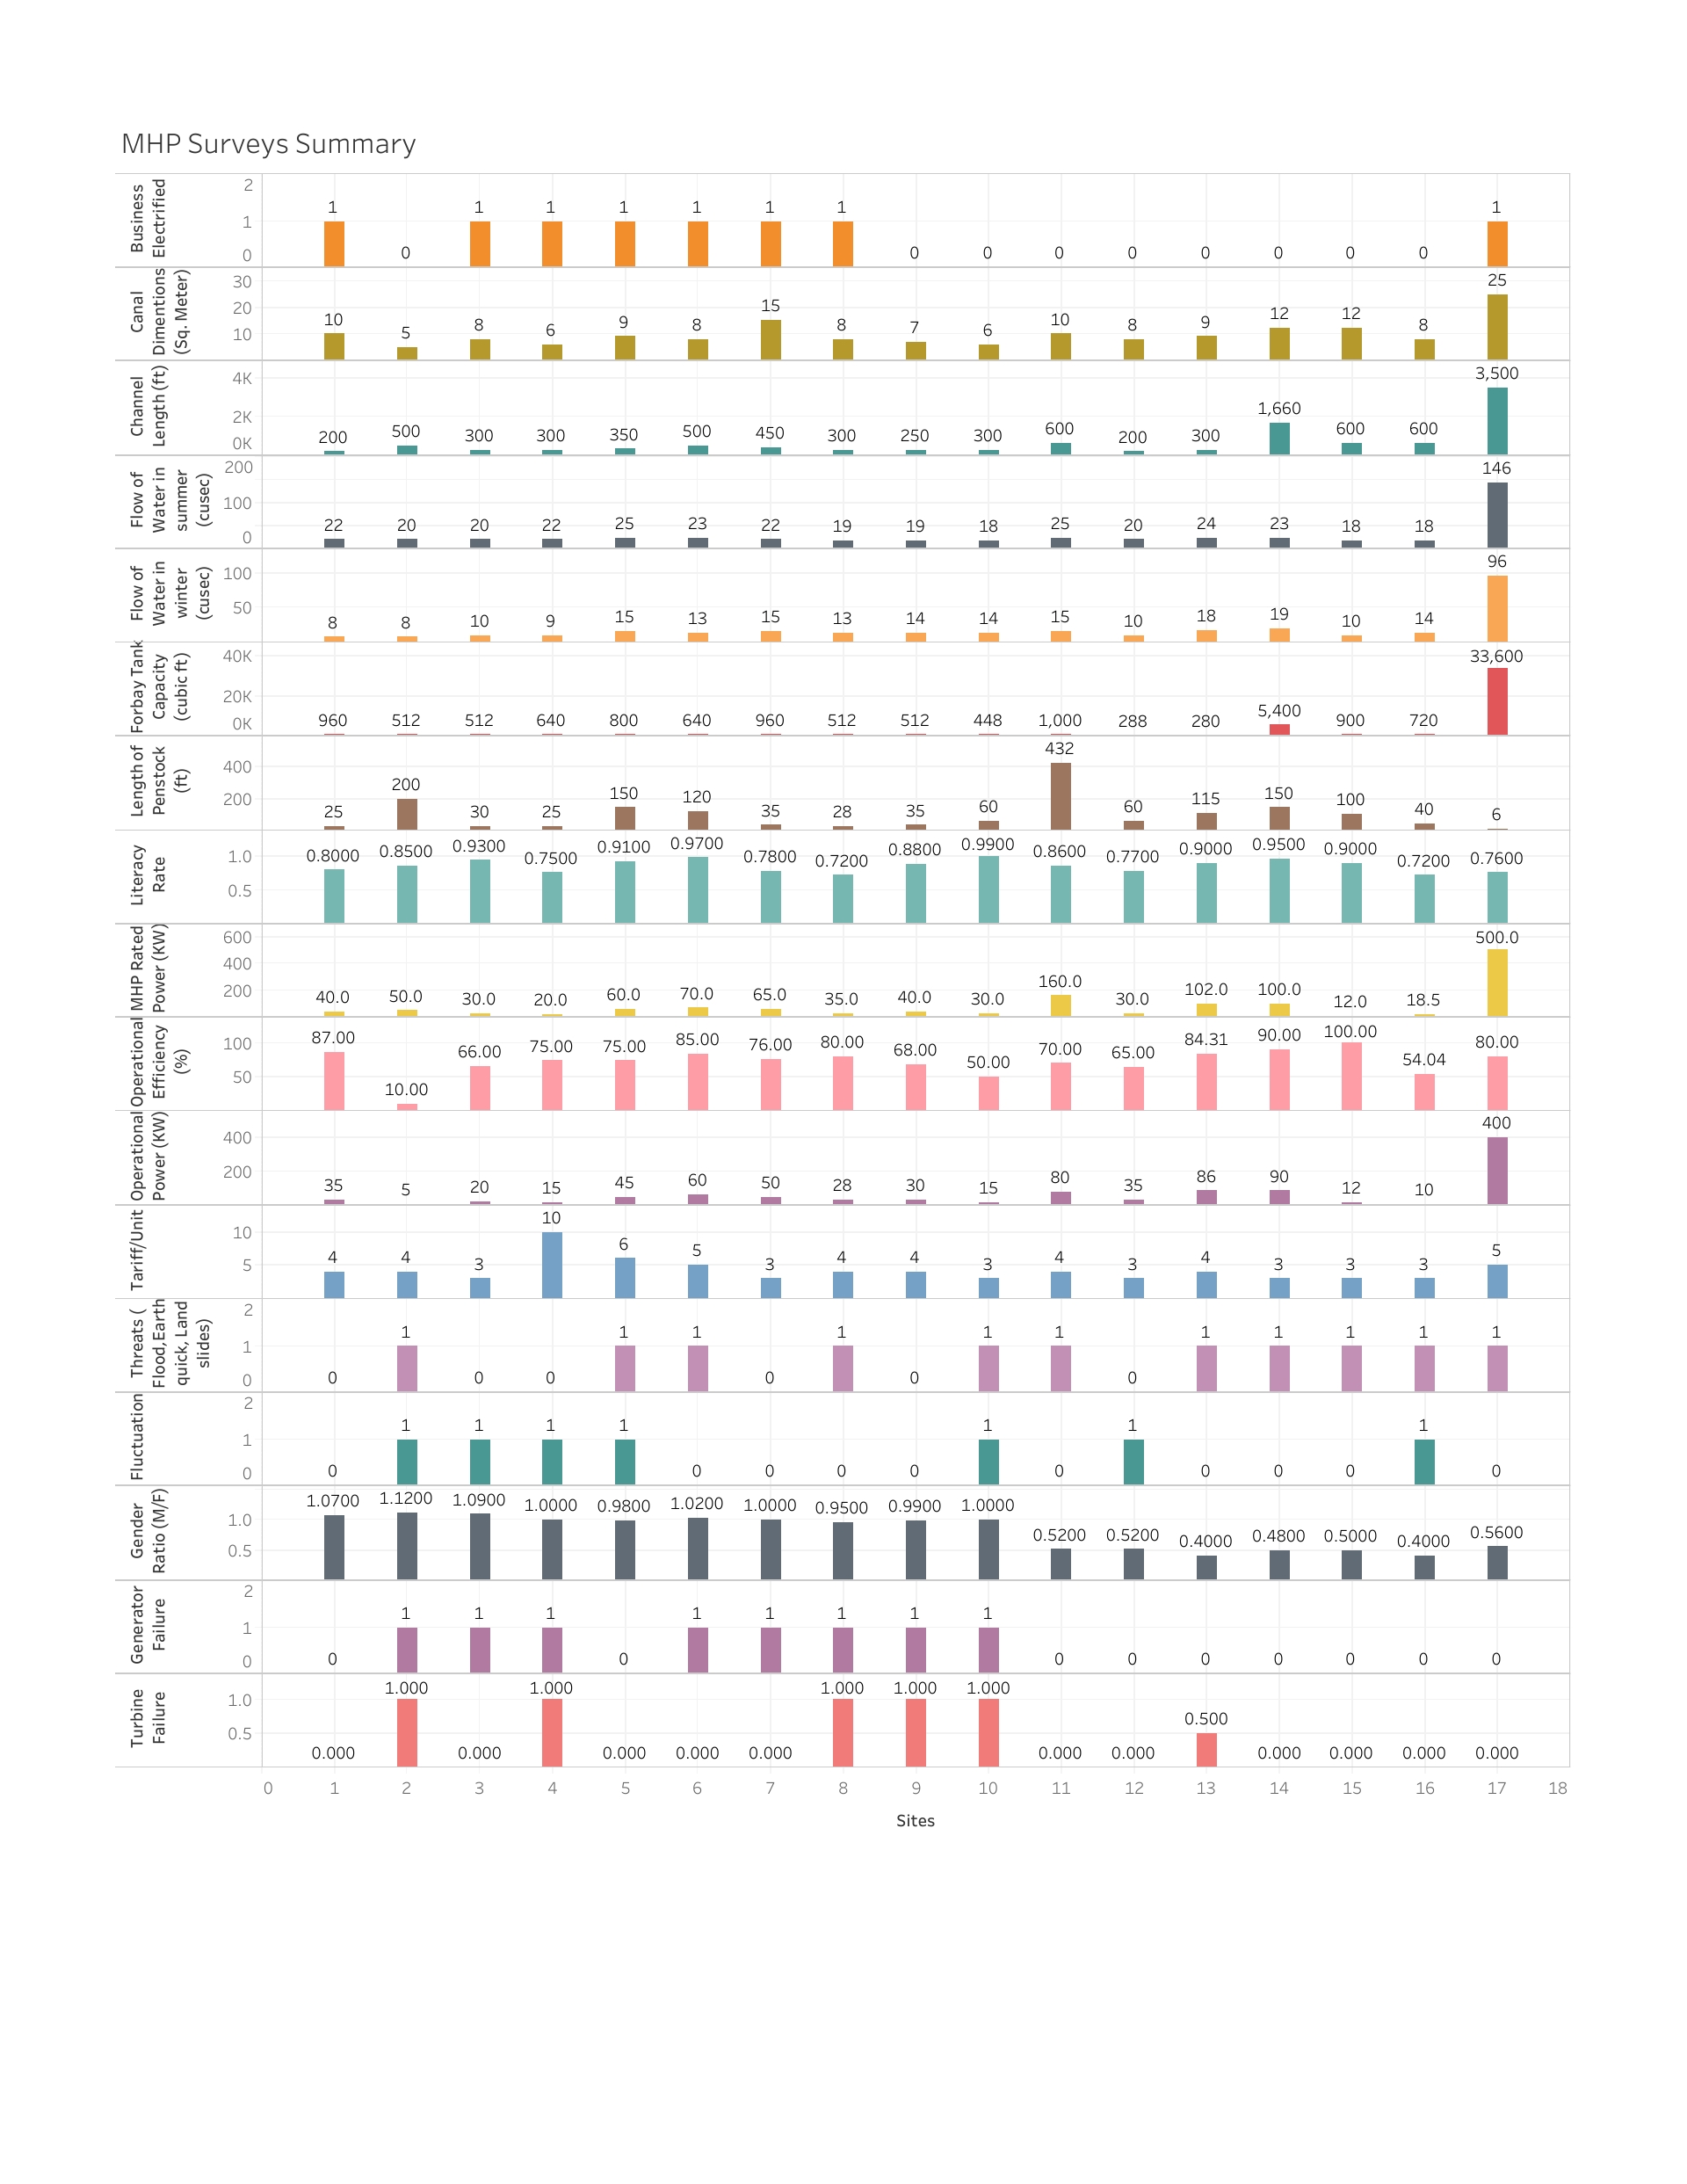 MHP Surveys Summary
Business
Electrified
2
1
0
1 0 1 1 1 1 1 1 0 0 0 0 0 0 0 0 1
Canal
Dimentions
(Sq. Meter)
30
20
10
10 5 8 6 9 8 15 8 7 6 10 8 9 12 12 8 25
Channel
Length (ft)
4K
2K
0K
200 500 300 300 350 500 450 300 250 300 600 200 300 1,660 600 600 3,500
Flow of
Water in
summer
(cusec)
200
100
0
22 20 20 22 25 23 22 19 19 18 25 20 24 23 18 18 146
Flow of
Water in
winter
(cusec)
100
50
8 8 10 9 15 13 15 13 14 14 15 10 18 19 10 14 96
Forbay Tank
Capacity
(cubic ft)
40K
20K
0K
960 512 512 640 800 640 960 512 512 448 1,000 288 280 5,400 900 720 33,600
Length of
Penstock
(ft)
400
200
25 200 30 25 150 120 35 28 35 60 432 60 115 150 100 40 6
Literacy
Rate
1.0
0.5
0.8000 0.8500 0.9300 0.7500 0.9100 0.9700 0.7800 0.7200 0.8800 0.9900 0.8600 0.7700 0.9000 0.9500 0.9000 0.7200 0.7600
MHP Rated
Power (KW)
600
400
200
40.0 50.0 30.0 20.0 60.0 70.0 65.0 35.0 40.0 30.0 160.0 30.0 102.0 100.0 12.0 18.5 500.0
Operational
Efficiency
(%)
100
50
87.00 10.00 66.00 75.00 75.00 85.00 76.00 80.00 68.00 50.00 70.00 65.00 84.31 90.00 100.00 54.04 80.00
Operational
Power (KW)
400
200
35 5 20 15 45 60 50 28 30 15 80 35 86 90 12 10 400
Tariff/Unit
10
5
4 4 3 10 6 5 3 4 4 3 4 3 4 3 3 3 5
Threats (
Flood,Earth
quick, Land
slides)
2
1
0
0 1 0 0 1 1 0 1 0 1 1 0 1 1 1 1 1
Fluctuation
2
1
0
0 1 1 1 1 0 0 0 0 1 0 1 0 0 0 1 0
Gender
Ratio (M/F)
1.0
0.5
1.0700 1.1200 1.0900 1.0000 0.9800 1.0200 1.0000 0.9500 0.9900 1.0000 0.5200 0.5200 0.4000 0.4800 0.5000 0.4000 0.5600
Generator
Failure
2
1
0
0 1 1 1 0 1 1 1 1 1 0 0 0 0 0 0 0
Turbine
Failure
1.0
0.5
0.000 1.000 0.000 1.000 0.000 0.000 0.000 1.000 1.000 1.000 0.000 0.000 0.500 0.000 0.000 0.000 0.000
0 1 2 3 4 5 6 7 8 9 10 11 12 13 14 15 16 17 18
Sites